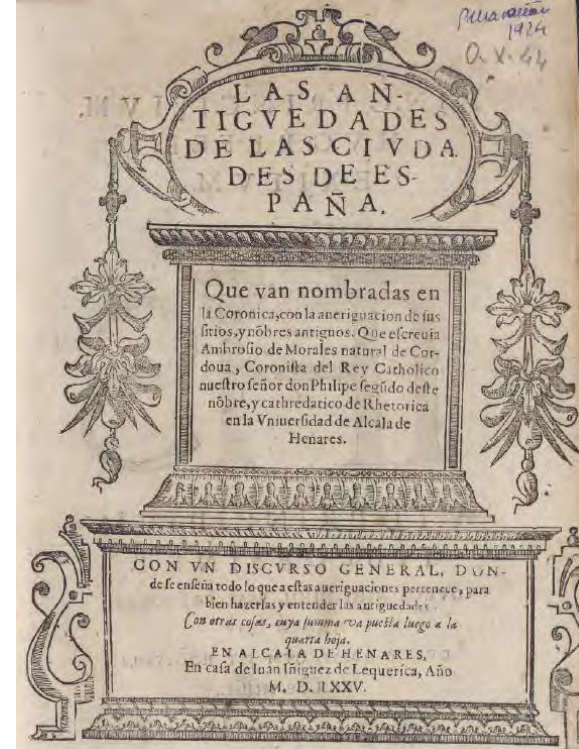 1924
O. X. 44
LAS AN-
TIGVEDADES
DE LAS CIVDA.
DES DE ES-
PAÑA.
Que van nombradas en
la Coronica, con la aueriguacion de ſus
ſitios, y nõbres antiguos. Que eſcreuia
Ambroſio de Morales natural de Cor-
doua, Coroniſta del Rey Catholico
nueſtro ſeñor don Philipe ſegũdo deſte
nõbre, y cathredatico de Rhetorica
en la Vniuerſidad de Alcala de
Henares.
CON VN DISCVRSO GENERAL, DON-
de ſe enſeña todo lo que a eſtas aueriguaciones pertenece, para
bien hazerlas y entender las antiguedades.
Con otras coſas, cuya ſumma va pueſta luego a la
quarta hoja.
EN ALCALA DE HENARES,
En caſa de Iuan Iñiguez de Lequerica, Año
M. D. LXXV.